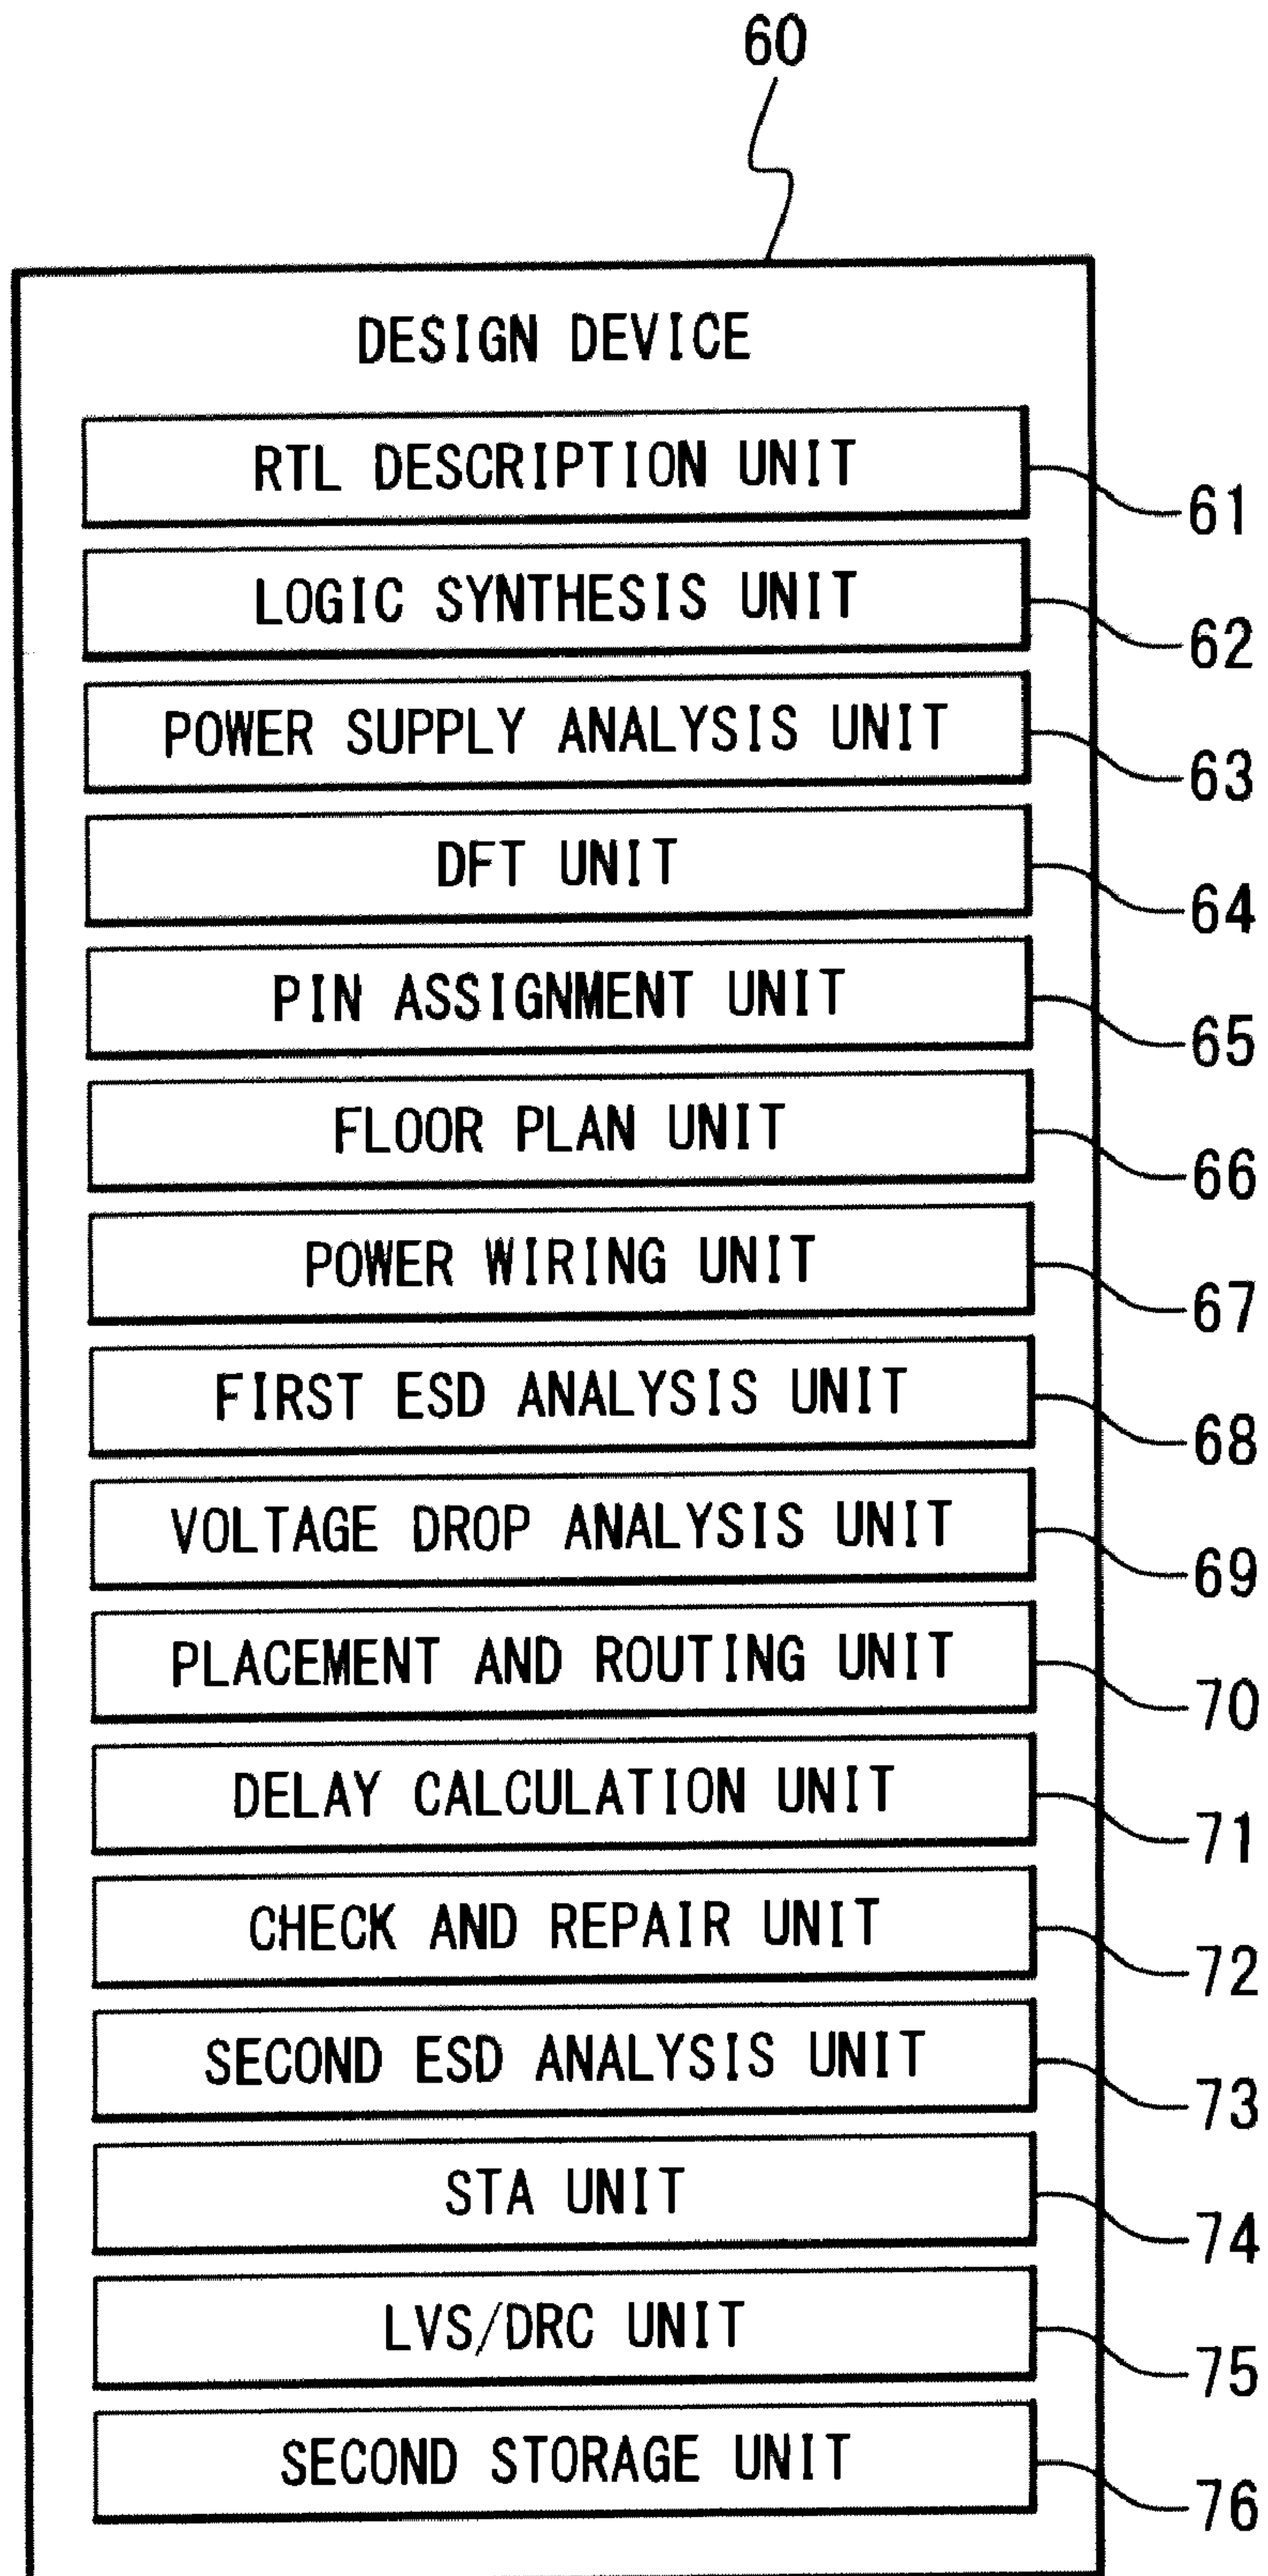 60
DESIGN DEVICE
RTL DESCRIPTION UNIT
61
LOGIC SYNTHESIS UNIT
62
POWER SUPPLY ANALYSIS UNIT
63
DFT UNIT
64
PIN ASSIGNMENT UNIT
65
FLOOR PLAN UNIT
66
POWER WIRING UNIT
67
FIRST ESD ANALYSIS UNIT
68
VOLTAGE DROP ANALYSIS UNIT
69
PLACEMENT AND ROUTING UNIT
70
DELAY CALCULATION UNIT
71
CHECK AND REPAIR UNIT
72
SECOND ESD ANALYSIS UNIT
73
STA UNIT
74
LVS/DRC UNIT
75
SECOND STORAGE UNIT
76